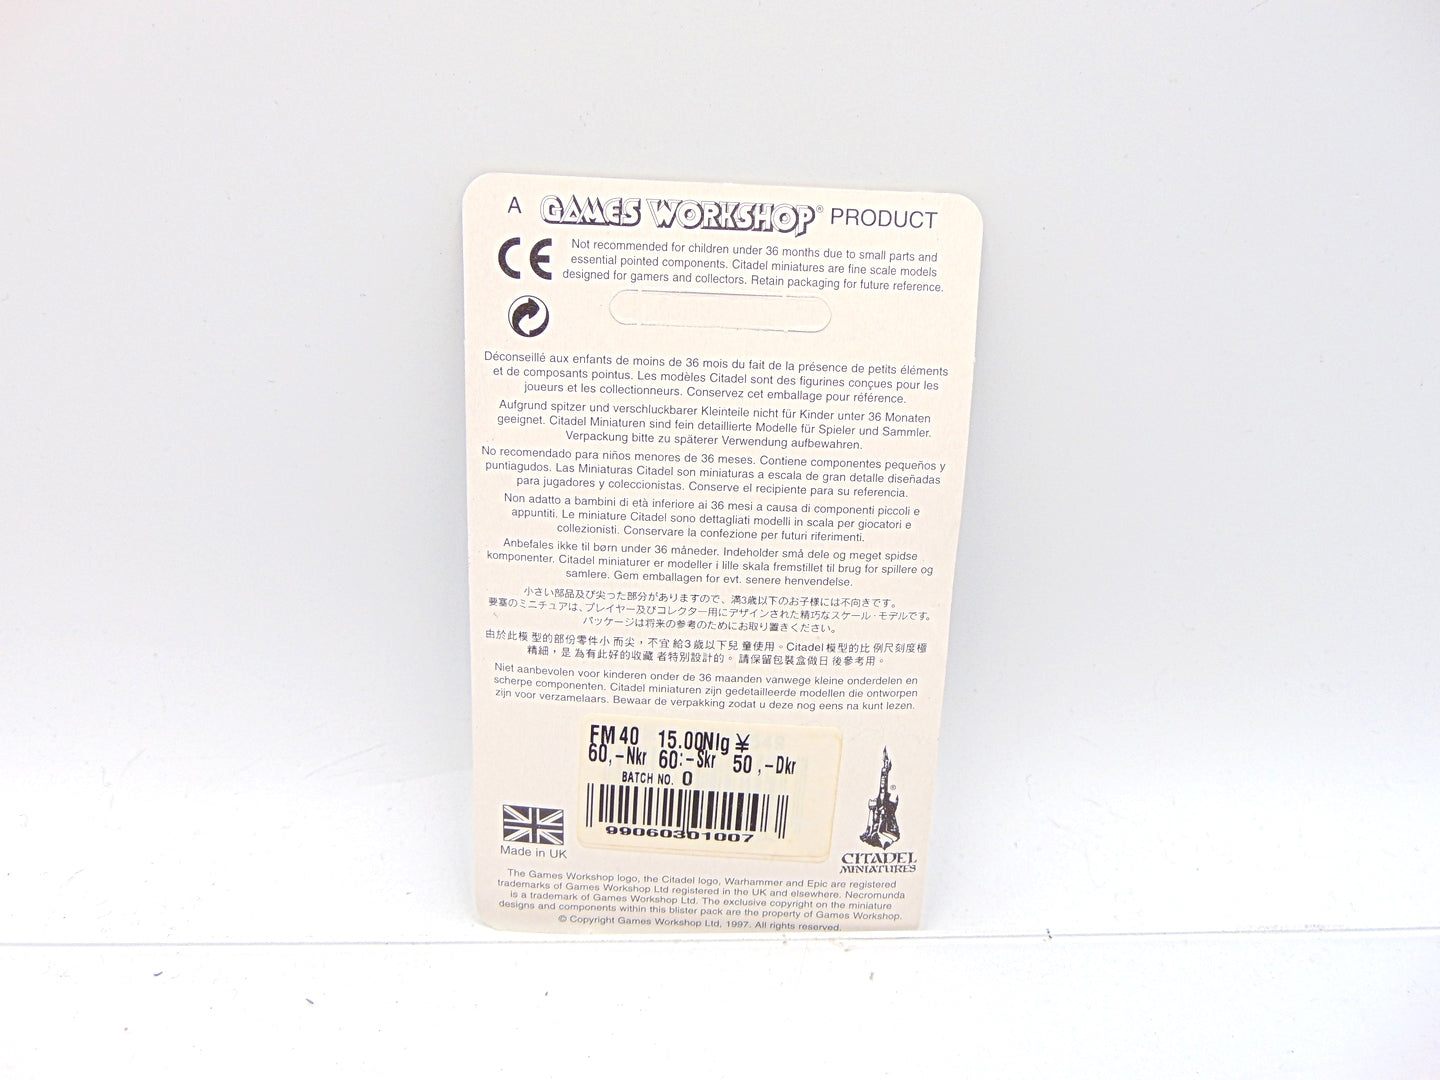 A GAMES WORKSHOP® PRODUCT
CE
Not recommended for children under 36 months due to small parts and
essential pointed components. Citadel miniatures are fine scale models
designed for gamers and collectors. Retain packaging for future reference.
Déconseillé aux enfants de moins de 36 mois du fait de la présence de petits éléments
et de composants pointus. Les modèles Citadel sont des figurines conçues pour les
joueurs et les collectionneurs. Conservez cet emballage pour référence.
Aufgrund spitzer und verschluckbarer Kleinteile nicht für Kinder unter 36 Monaten
geeignet. Citadel Miniaturen sind fein detaillierte Modelle für Spieler und Sammler.
Verpackung bitte zu späterer Verwendung aufbewahren.
No recomendado para niños menores de 36 meses. Contiene componentes pequeños y
puntiagudos. Las Miniaturas Citadel son miniaturas a escala de gran detalle diseñadas
para jugadores y coleccionistas. Conserve el recipiente para su referencia.
Non adatto a bambini di età inferiore ai 36 mesi a causa di componenti piccoli e
appuntiti. Le miniature Citadel sono dettagliati modelli in scala per giocatori e
collezionisti. Conservare la confezione per futuri riferimenti.
Anbefales ikke til børn under 36 måneder. Indeholder små dele og meget spidse
komponenter. Citadel miniaturer er modeller i lille skala fremstillet til brug for spillere og
samlere. Gem emballagen for evt. senere henvendelse.
小さい部品及び尖った部分がありますので、満3歳以下のお子様には不向きです。
要塞のミニチュアは、プレイヤー及びコレクター用にデザインされた精巧なスケール・モデルです。
パッケージは将来の参考のためにお取り置きください。
由於此模型的部份零件小而尖，不宜給3歲以下兒童使用。Citadel模型的比例尺刻度極
精細，是為有此好的收藏者特別設計的。請保留包裝盒做日後參考用。
Niet aanbevolen voor kinderen onder de 36 maanden vanwege kleine onderdelen en
scherpe componenten. Citadel miniaturen zijn gedetailleerde modellen die ontworpen
zijn voor verzamelaars. Bewaar de verpakking zodat u deze nog eens na kunt lezen.
FM40 15.00Nlg ¥
60,-Nkr 60:-Skr 50,-Dkr
BATCH NO. 0
99060301007
Made in UK
®
CITADEL
MINIATURES
The Games Workshop logo, the Citadel logo, Warhammer and Epic are registered
trademarks of Games Workshop Ltd registered in the UK and elsewhere. Necromunda
is a trademark of Games Workshop Ltd. The exclusive copyright on the miniature
designs and components within this blister pack are the property of Games Workshop.
© Copyright Games Workshop Ltd, 1997. All rights reserved.